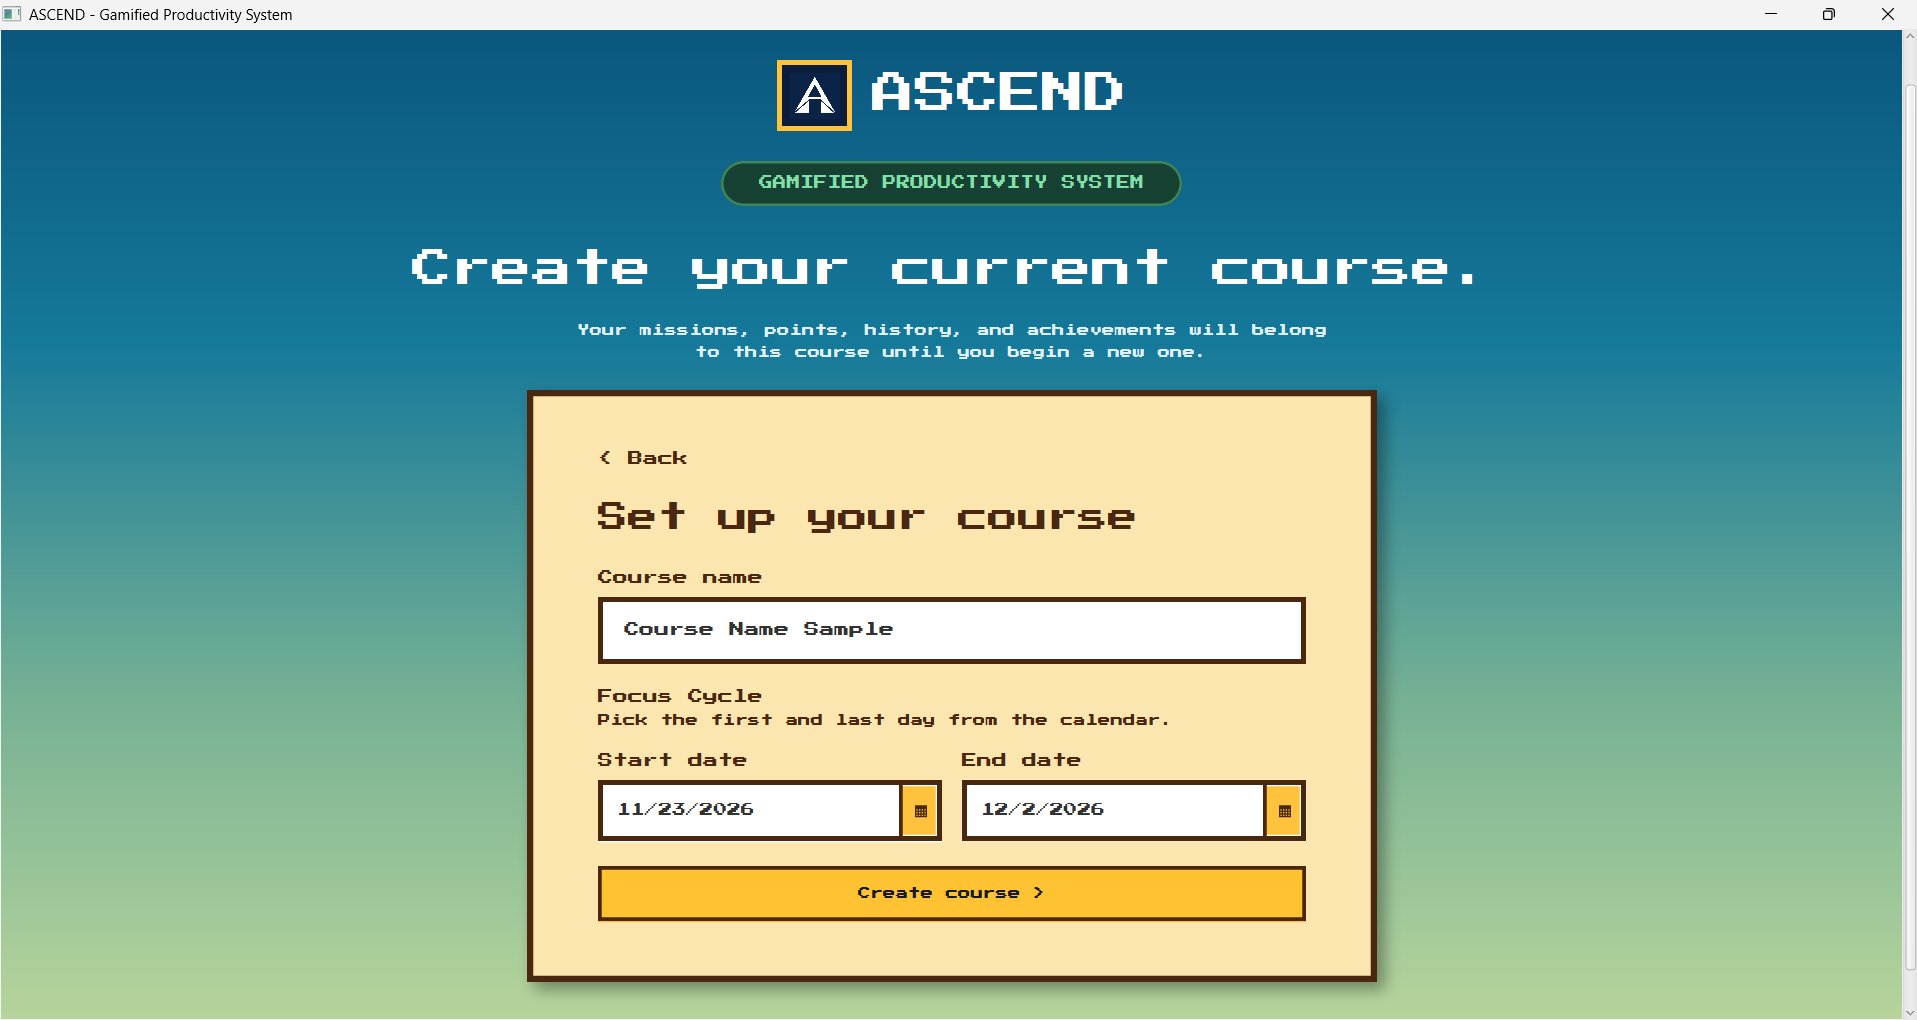 ASCEND - Gamified Productivity System
ASCEND
GAMIFIED PRODUCTIVITY SYSTEM
Create your current course.
Your missions, points, history, and achievements will belong
to this course until you begin a new one.
< Back
Set up your course
Course name
Course Name Sample
Focus Cycle
Pick the first and last day from the calendar.
Start date
End date
11/23/2026
12/2/2026
Create course >